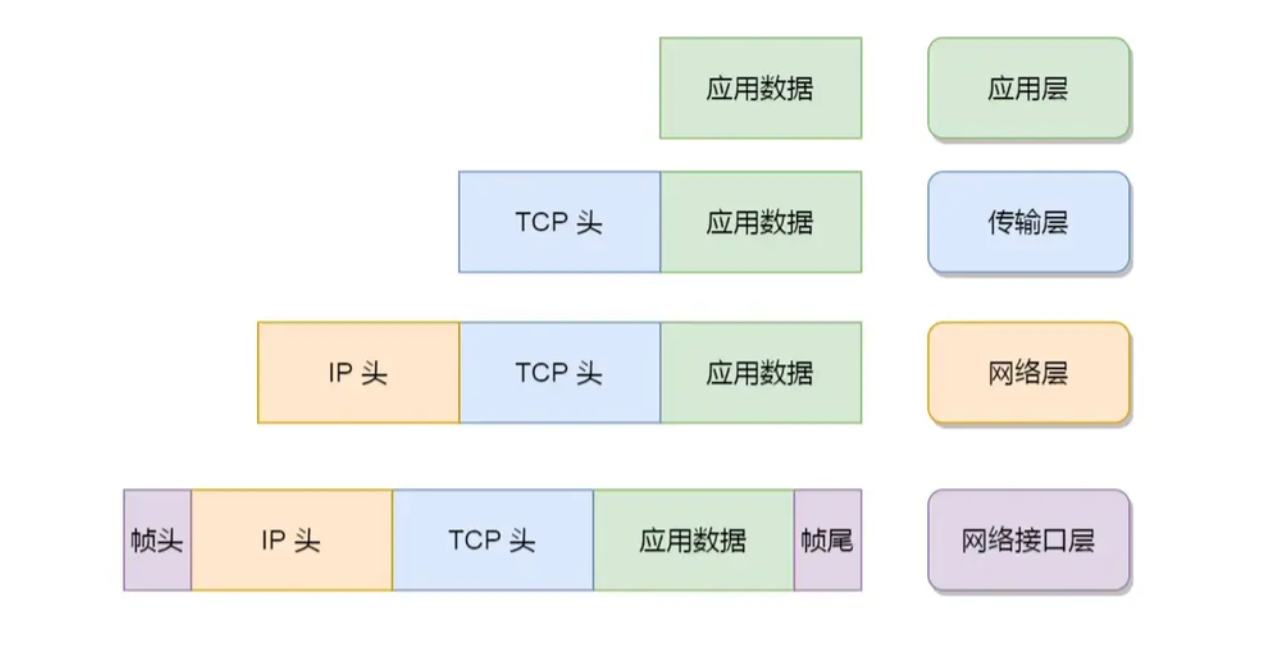 应用数据 应用层
TCP 头 应用数据 传输层
IP 头 TCP 头 应用数据 网络层
帧头 IP 头 TCP 头 应用数据 帧尾 网络接口层